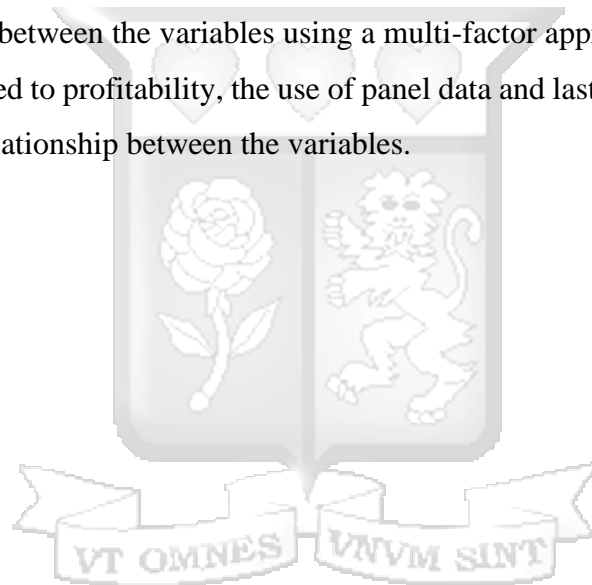 between the variables using a multi-factor app
ed to profitability, the use of panel data and last
lationship between the variables.
VT OMNES VNVM SINT